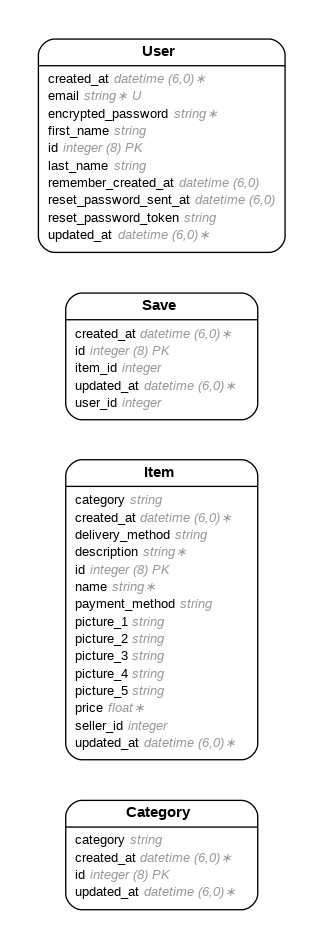 User
created_at datetime (6,0)∗
email string∗ U
encrypted_password string∗
first_name string
id integer (8) PK
last_name string
remember_created_at datetime (6,0)
reset_password_sent_at datetime (6,0)
reset_password_token string
updated_at datetime (6,0)∗
Save
created_at datetime (6,0)∗
id integer (8) PK
item_id integer
updated_at datetime (6,0)∗
user_id integer
Item
category string
created_at datetime (6,0)∗
delivery_method string
description string∗
id integer (8) PK
name string∗
payment_method string
picture_1 string
picture_2 string
picture_3 string
picture_4 string
picture_5 string
price float∗
seller_id integer
updated_at datetime (6,0)∗
Category
category string
created_at datetime (6,0)∗
id integer (8) PK
updated_at datetime (6,0)∗